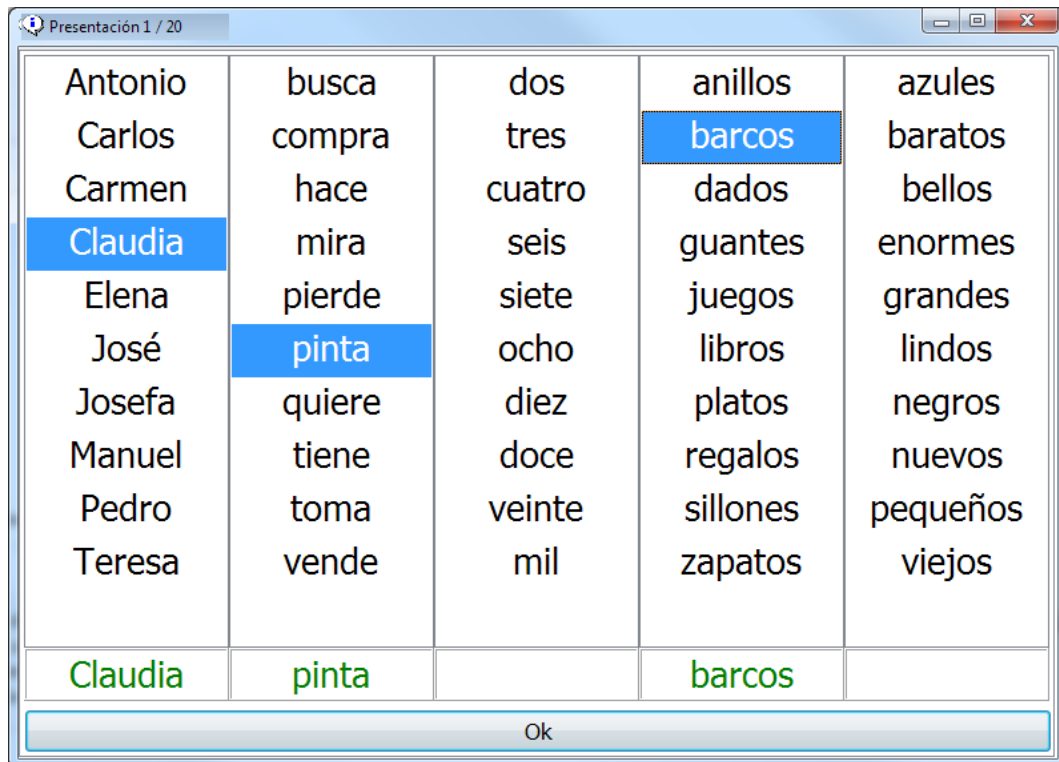 Presentación 1 / 20
Antonio busca dos anillos azules
Carlos compra tres barcos baratos
Carmen hace cuatro dados bellos
Claudia mira seis guantes enormes
Elena pierde siete juegos grandes
José pinta ocho libros lindos
Josefa quiere diez platos negros
Manuel tiene doce regalos nuevos
Pedro toma veinte sillones pequeños
Teresa vende mil zapatos viejos
Claudia pinta barcos
Ok